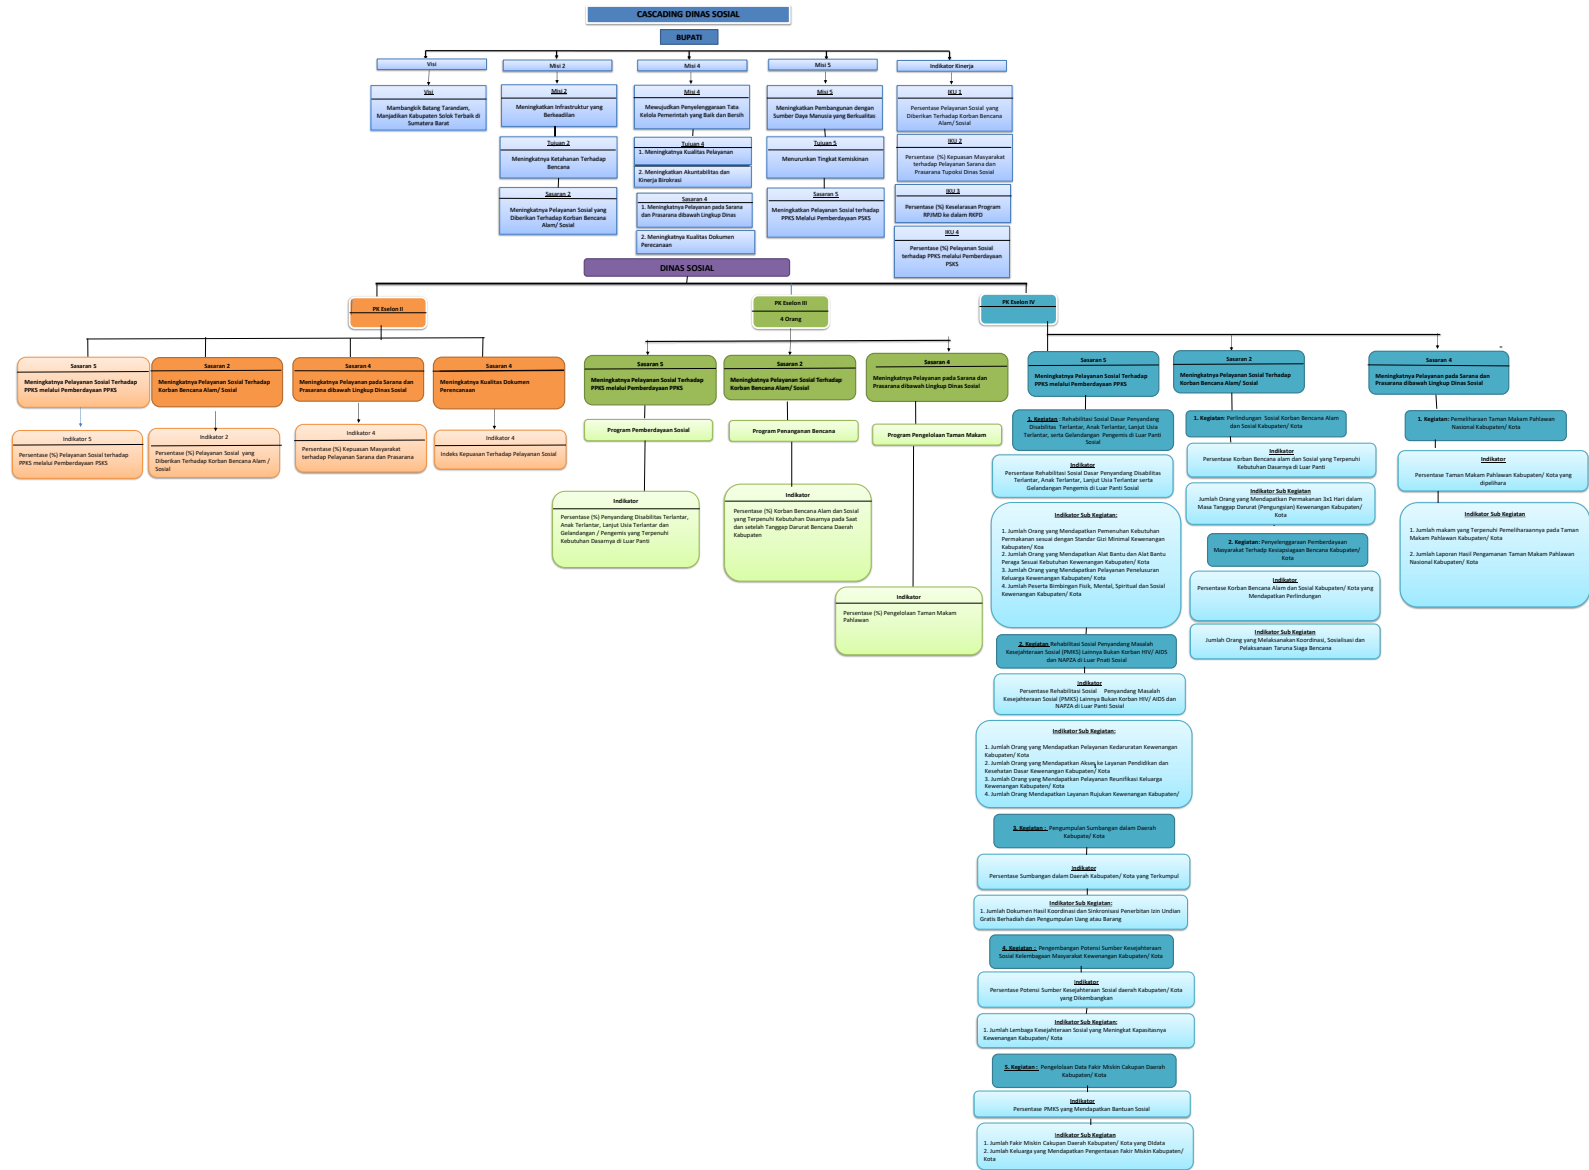 CASCADING DINAS SOSIAL
BUPATI
Visi
Misi 2
Misi 4
Misi 5
Indikator Kinerja
Visi
Mambangkik Batang Tarandam,
Manjadikan Kabupaten Solok Terbaik di
Sumatera Barat
Misi 2
Meningkatkan Infrastruktur yang
Berkeadilan
Tujuan 2
Meningkatnya Ketahanan Terhadap
Bencana
Sasaran 2
Meningkatnya Pelayanan Sosial yang
Diberikan Terhadap Korban Bencana
Alam/ Sosial
Misi 4
Mewujudkan Penyelenggaraan Tata
Kelola Pemerintah yang Baik dan Bersih
Tujuan 4
1. Meningkatnya Kualitas Pelayanan
2. Meningkatkan Akuntabilitas dan
Kinerja Birokrasi
Sasaran 4
1. Meningkatnya Pelayanan pada Sarana
dan Prasarana dibawah Lingkup Dinas
2. Meningkatnya Kualitas Dokumen
Perecanaan
Misi 5
Meningkatkan Pembangunan dengan
Sumber Daya Manusia yang Berkualitas
Tujuan 5
Menurunkan Tingkat Kemiskinan
Sasaran 5
Meningkatkan Pelayanan Sosial terhadap
PPKS Melalui Pemberdayaan PSKS
IKU 1
Persentase Pelayanan Sosial yang
Diberikan Terhadap Korban Bencana
Alam/ Sosial
IKU 2
Persentase (%) Kepuasan Masyarakat
terhadap Pelayanan Sarana dan
Prasarana Tupoksi Dinas Sosial
IKU 3
Persentase (%) Keselarasan Program
RPJMD ke dalam RKPD
IKU 4
Persentase (%) Pelayanan Sosial
terhadap PPKS melalui Pemberdayaan
PSKS
DINAS SOSIAL
PK Eselon II
PK Eselon III
4 Orang
PK Eselon IV
Sasaran 5
Meningkatnya Pelayanan Sosial Terhadap
PPKS melalui Pemberdayaan PPKS
Indikator 5
Persentase (%) Pelayanan Sosial terhadap
PPKS melalui Pemberdayaan PSKS
Sasaran 2
Meningkatnya Pelayanan Sosial Terhadap
Korban Bencana Alam/ Sosial
Indikator 2
Persentase (%) Pelayanan Sosial yang
Diberikan Terhadap Korban Bencana Alam /
Sosial
Sasaran 4
Meningkatnya Pelayanan pada Sarana dan
Prasarana dibawah Lingkup Dinas Sosial
Indikator 4
Persentase (%) Kepuasan Masyarakat
terhadap Pelayanan Sarana dan Prasarana
Sasaran 4
Meningkatnya Kualitas Dokumen
Perencanaan
Indikator 4
Indeks Kepuasan Terhadap Pelayanan Sosial
Sasaran 5
Meningkatnya Pelayanan Sosial Terhadap
PPKS melalui Pemberdayaan PPKS
Program Pemberdayaan Sosial
Indikator
Persentase (%) Penyandang Disabilitas Terlantar,
Anak Terlantar, Lanjut Usia Terlantar dan
Gelandangan / Pengemis yang Terpenuhi
Kebutuhan Dasarnya di Luar Panti
Sasaran 2
Meningkatnya Pelayanan Sosial Terhadap
Korban Bencana Alam/ Sosial
Program Penanganan Bencana
Indikator
Persentase (%) Korban Bencana Alam dan Sosial
yang Terpenuhi Kebutuhan Dasarnya pada Saat
dan setelah Tanggap Darurat Bencana Daerah
Kabupaten
Sasaran 4
Meningkatnya Pelayanan pada Sarana dan
Prasarana dibawah Lingkup Dinas Sosial
Program Pengelolaan Taman Makam
Indikator
Persentase (%) Pengelolaan Taman Makam
Pahlawan
Sasaran 5
Meningkatnya Pelayanan Sosial Terhadap
PPKS melalui Pemberdayaan PPKS
1. Kegiatan : Rehabilitasi Sosial Dasar Penyandang
Disabilitas Terlantar, Anak Terlantar, Lanjut Usia
Terlantar, serta Gelandangan Pengemis di Luar Panti
Sosial
Indikator
Persentase Rehabilitasi Sosial Dasar Penyandang Disabilitas
Terlantar, Anak Terlantar, Lanjut Usia Terlantar serta
Gelandangan Pengemis di Luar Panti Sosial
Indikator Sub Kegiatan:
1. Jumlah Orang yang Mendapatkan Pemenuhan Kebutuhan
Permakanan sesual dengan Standar Gizi Minimal Kewenangan
Kabupaten/ Koa
2. Jumlah Orang yang Mendapatkan Alat Bantu dan Alat Bantu
Peraga Sesuai Kebutuhan Kewenangan Kabupaten/ Kota
3. Jumlah Orang yang Mendapatkan Pelayanan Penelusuran
Keluarga Kewenangan Kabupaten/ Kota
4. Jumlah Peserta Bimbingan Fisik, Mental, Spiritual dan Sosial
Kewenangan Kabupaten/ Kota
2. Kegiatan Rehabilitasi Sosial Penyandang Masalah
Kesejahteraan Sosial (PMKS) Lainnya Bukan Korban HIV/ AIDS
dan NAPZA di Luar Pnati Sosial
Indikator
Persentase Rehabilitasi Sosial Penyandang Masalah
Kesejahteraan Sosial (PMKS) Lainnya Bukan Korban HIV/ AIDS dan
NAPZA di Luar Panti Sosial
Indikator Sub Kegiatan:
1. Jumlah Orang yang Mendapatkan Pelayanan Kedaruratan Kewenangan
Kabupaten/ Kota
2. Jumlah Orang yang Mendapatkan Akses ke Layanan Pendidikan dan
Kesehatan Dasar Kewenangan Kabupaten/ Kota
3. Jumlah Orang yang Mendapatkan Pelayanan Reunifikasi Keluarga
Kewenangan Kabupaten/ Kota
4. Jumlah Orang Mendapatkan Layanan Rujukan Kewenangan Kabupaten/
3. Kegiatan : Pengumpulan Sumbangan dalam Daerah
Kabupate/ Kota
Indikator
Persentase Sumbangan dalam Daerah Kabupaten/ Kota yang Terkumpul
Indikator Sub Kegiatan:
1. Jumlah Dokumen Hasil Koordinasi dan Sinkronisasi Penerbitan Izin Undian
Gratis Berhadiah dan Pengumpulan Uang atau Barang
4. Kegiatan : Pengembangan Potensi Sumber Kesejahteraan
Sosial Kelembagaan Masyarakat Kewenangan Kabupaten/ Kota
Indikator
Persentase Potensi Sumber Kesejahteraan Sosial daerah Kabupaten/ Kota
yang Dikembangkan
Indikator Sub Kegiatan:
1. Jumlah Lembaga Kesejahteraan Sosial yang Meningkat Kapasitasnya
Kewenangan Kabupaten/ Kota
5. Kegiatan : Pengelolaan Data Fakir Miskin Cakupan Daerah
Kabupaten/ Kota
Indikator
Persentase PMKS yang Mendapatkan Bantuan Sosial
Indikator Sub Kegiatan
1. Jumlah Fakir Miskin Cakupan Daerah Kabupaten/ Kota yang Didata
2. Jumlah Keluarga yang Mendapatkan Pengentasan Fakir Miskin Kabupaten/
Kota
Sasaran 2
Meningkatnya Pelayanan Sosial Terhadap
Korban Bencana Alam/ Sosial
1. Kegiatan: Perlindungan Sosial Korban Bencana Alam
dan Sosial Kabupaten/ Kota
Indikator
Persentase Korban Bencana alam dan Sosial yang Terpenuhi
Kebutuhan Dasarnya di Luar Panti
Indikator Sub Kegiatan
Jumlah Orang yang Mendapatkan Permakanan 3x1 Hari dalam
Masa Tanggap Darurat (Pengungsian) Kewenangan Kabupaten/
Kota
2. Kegiatan: Penyelenggaraan Pemberdayaan
Masyarakat Terhadp Kesiapsiagaan Bencana Kabupaten/
Kota
Indikator
Persentase Korban Bencana Alam dan Sosial Kabupaten/ Kota yang
Mendapatkan Perlindungan
Indikator Sub Kegiatan
Jumlah Orang yang Melaksanakan Koordinasi, Sosialisasi dan
Pelaksanaan Taruna Siaga Bencana
Sasaran 4
Meningkatnya Pelayanan pada Sarana dan
Prasarana dibawah Lingkup Dinas Sosial
1. Kegiatan: Pemeliharaan Taman Makam Pahlawan
Nasional Kabupaten/ Kota
Indikator
Persentase Taman Makam Pahlawan Kabupaten/ Kota yang
dipelihara
Indikator Sub Kegiatan
1. Jumlah makam yang Terpenuhi Pemeliharaannya pada Taman
Makam Pahlawan Kabupaten/ Kota
2. Jumlah Laporan Hasil Pengamanan Taman Makam Pahlawan
Nasional Kabupaten/ Kota